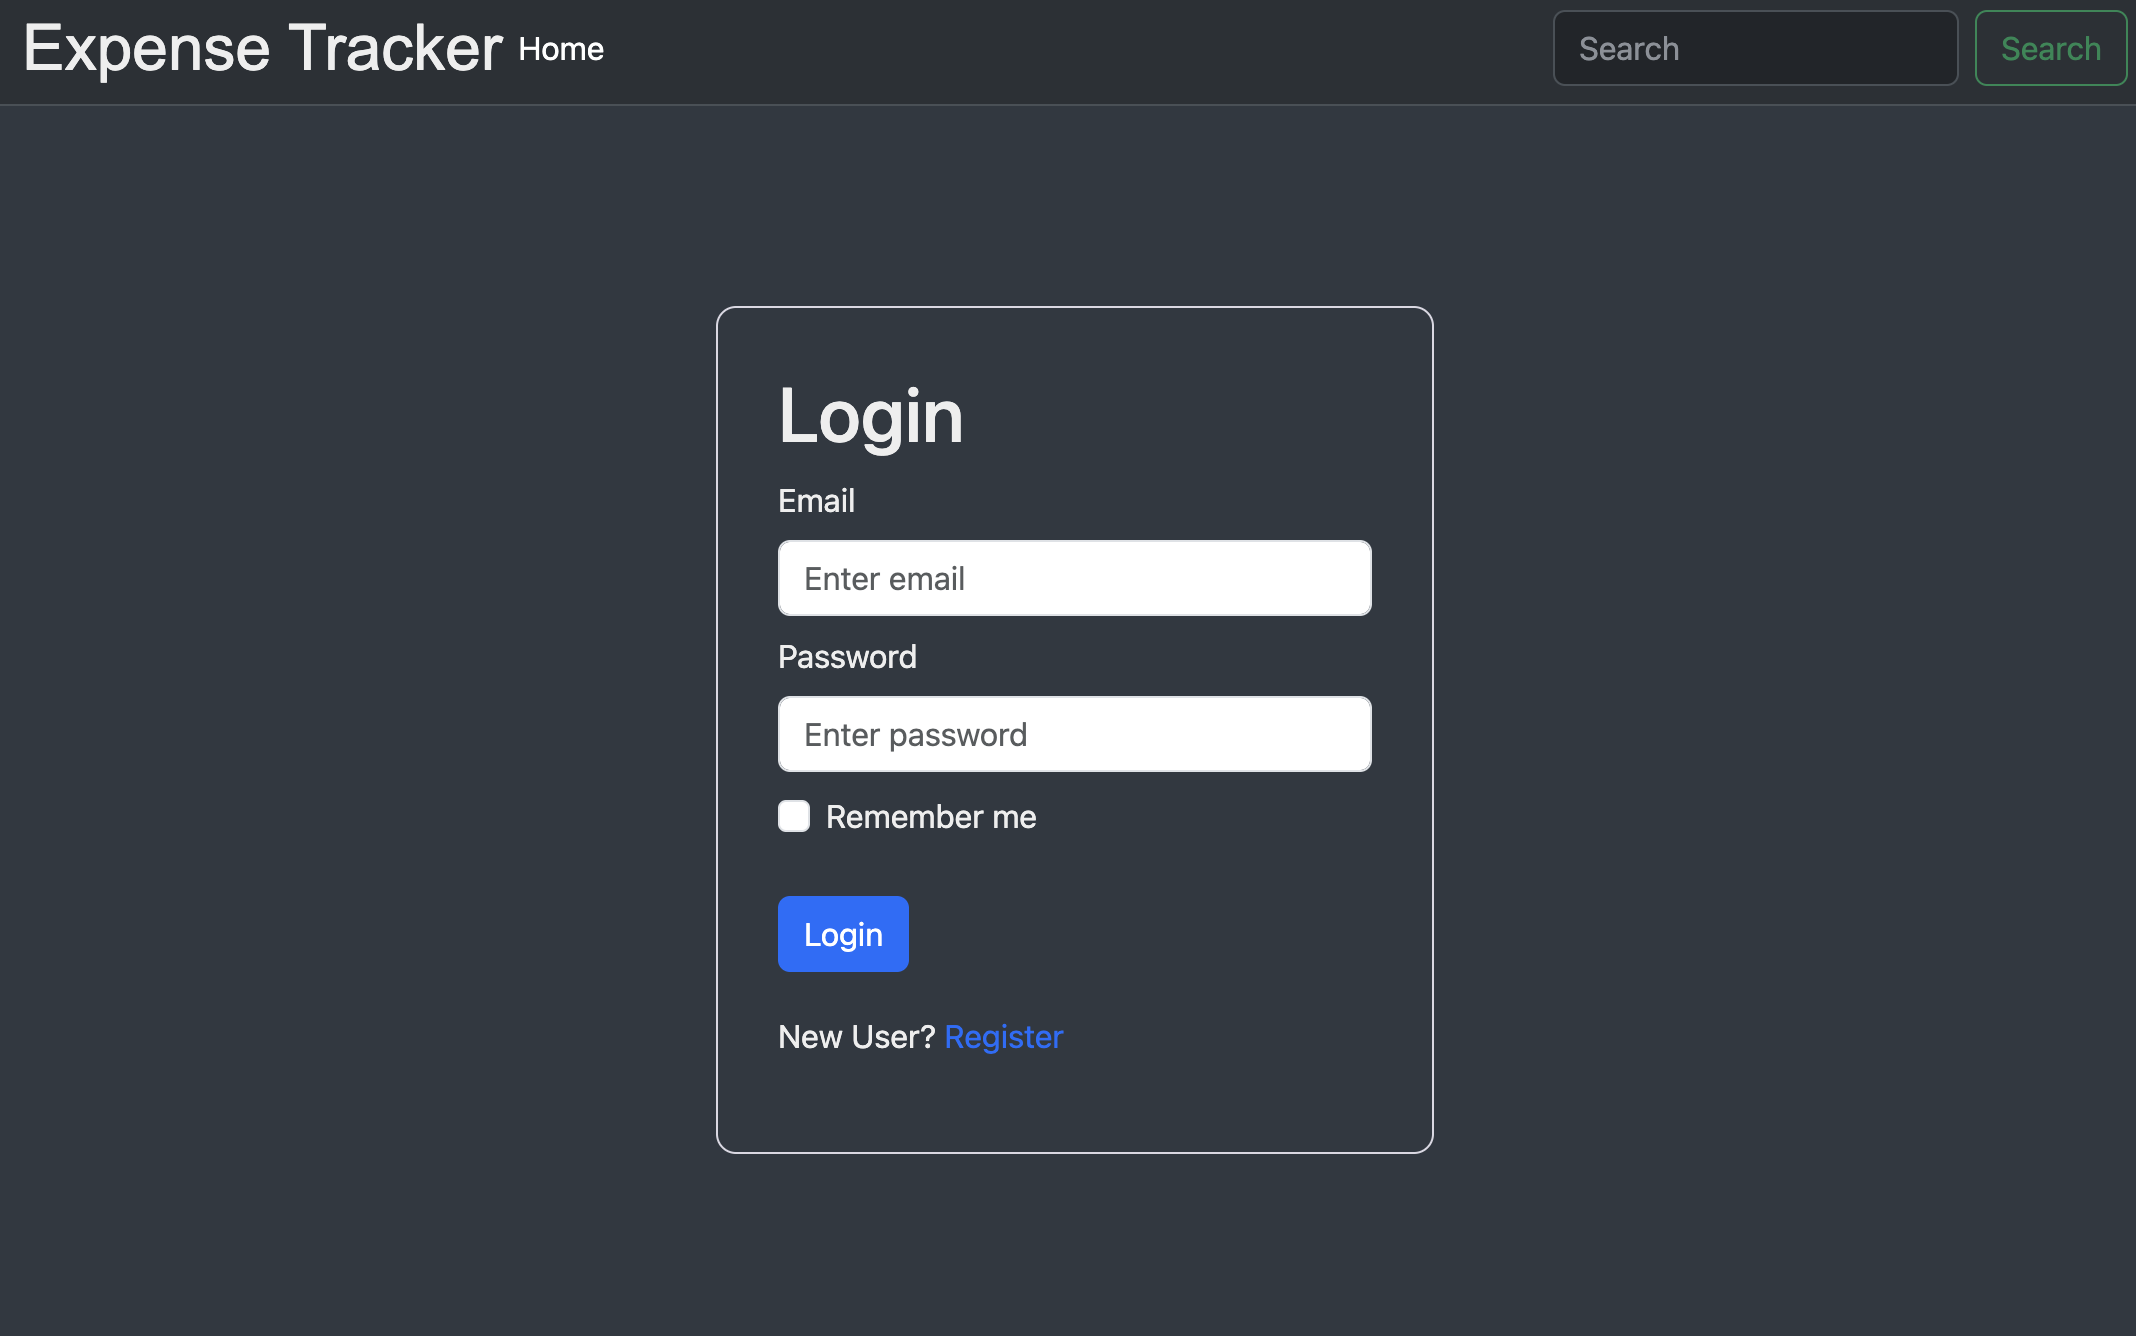 Expense Tracker Home Search Search
Login
Email
Enter email
Password
Enter password
Remember me
Login
New User? Register